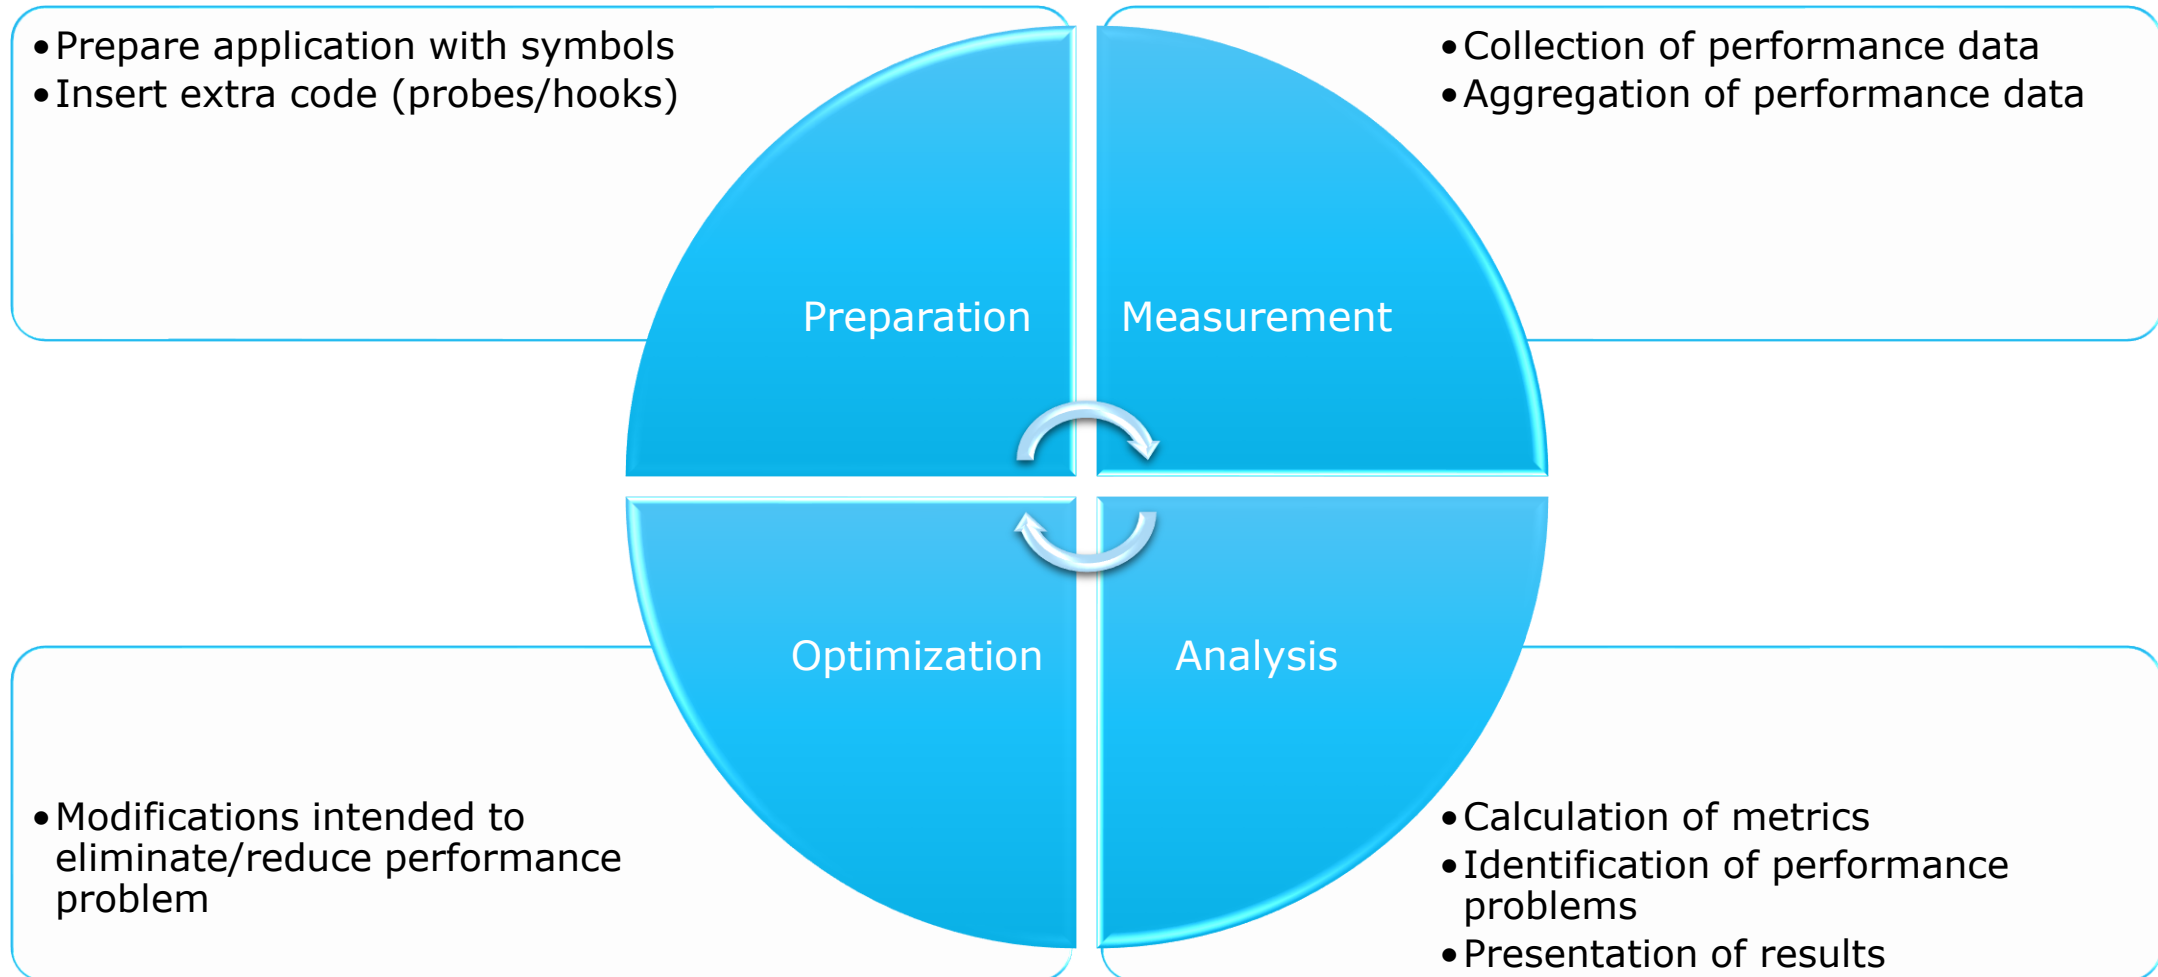 •Prepare application with symbols
•Insert extra code (probes/hooks)
•Collection of performance data
•Aggregation of performance data
Preparation
Measurement
Optimization
Analysis
•Modifications intended to
eliminate/reduce performance
problem
•Calculation of metrics
•Identification of performance
problems
•Presentation of results